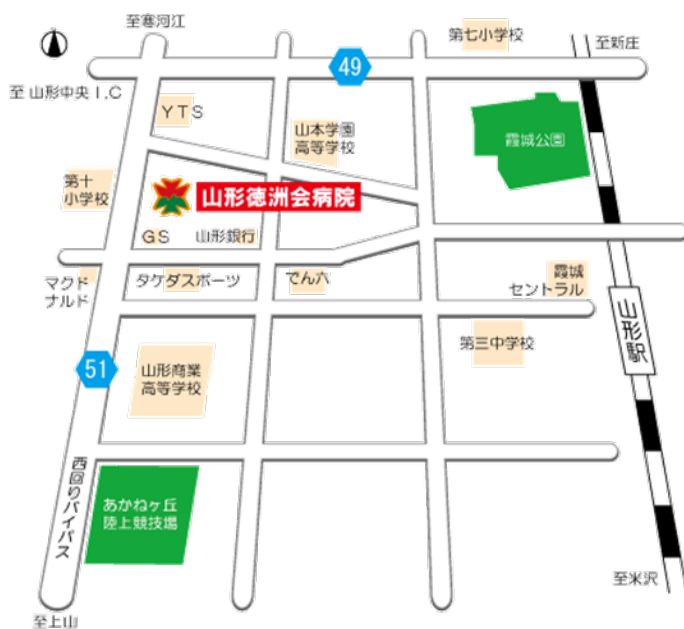 至寒河江
第七小学校
至新庄
49
至 山形中央 I.C
YTS
山本学園
高等学校
霞城公園
第十
小学校
山形徳洲会病院
GS
山形銀行
マクド
ナルド
タケダスポーツ
でん六
霞城
セントラル
山形駅
第三中学校
51
山形商業
高等学校
西回りバイパス
あかねヶ丘
陸上競技場
至米沢
至上山